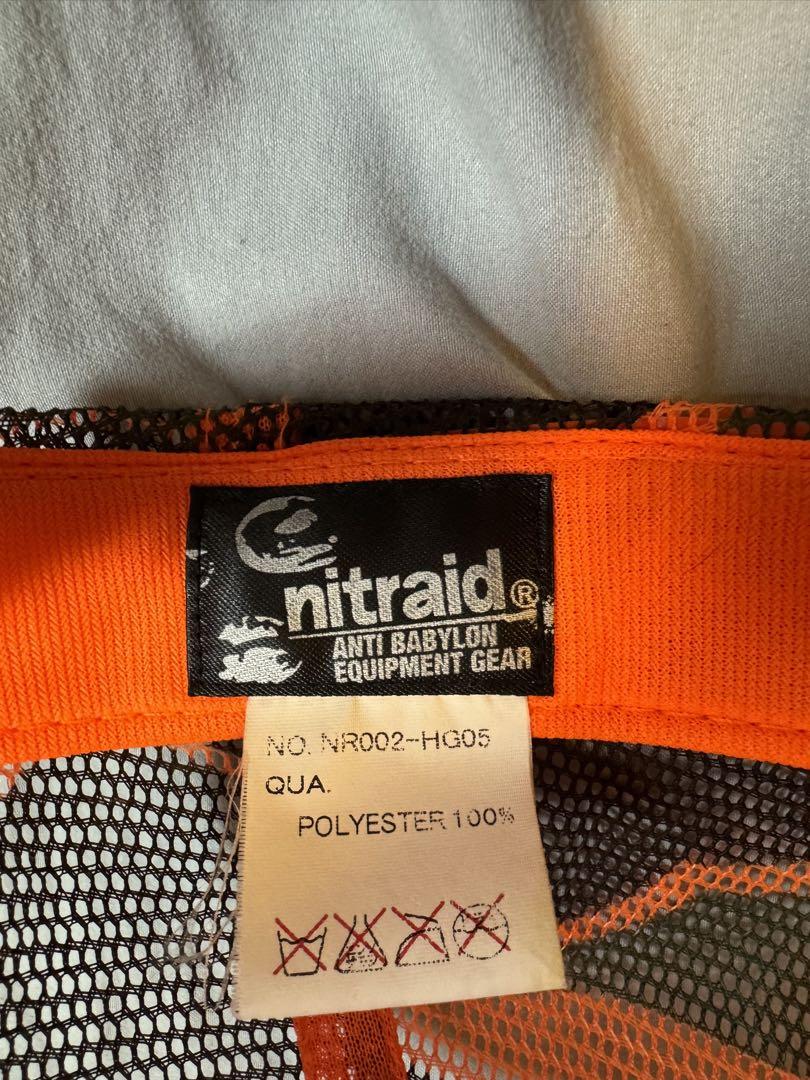 nitraid®
ANTI BABYLON
EQUIPMENT GEAR
NO. NR002-HG05
QUA.
POLYESTER 100%